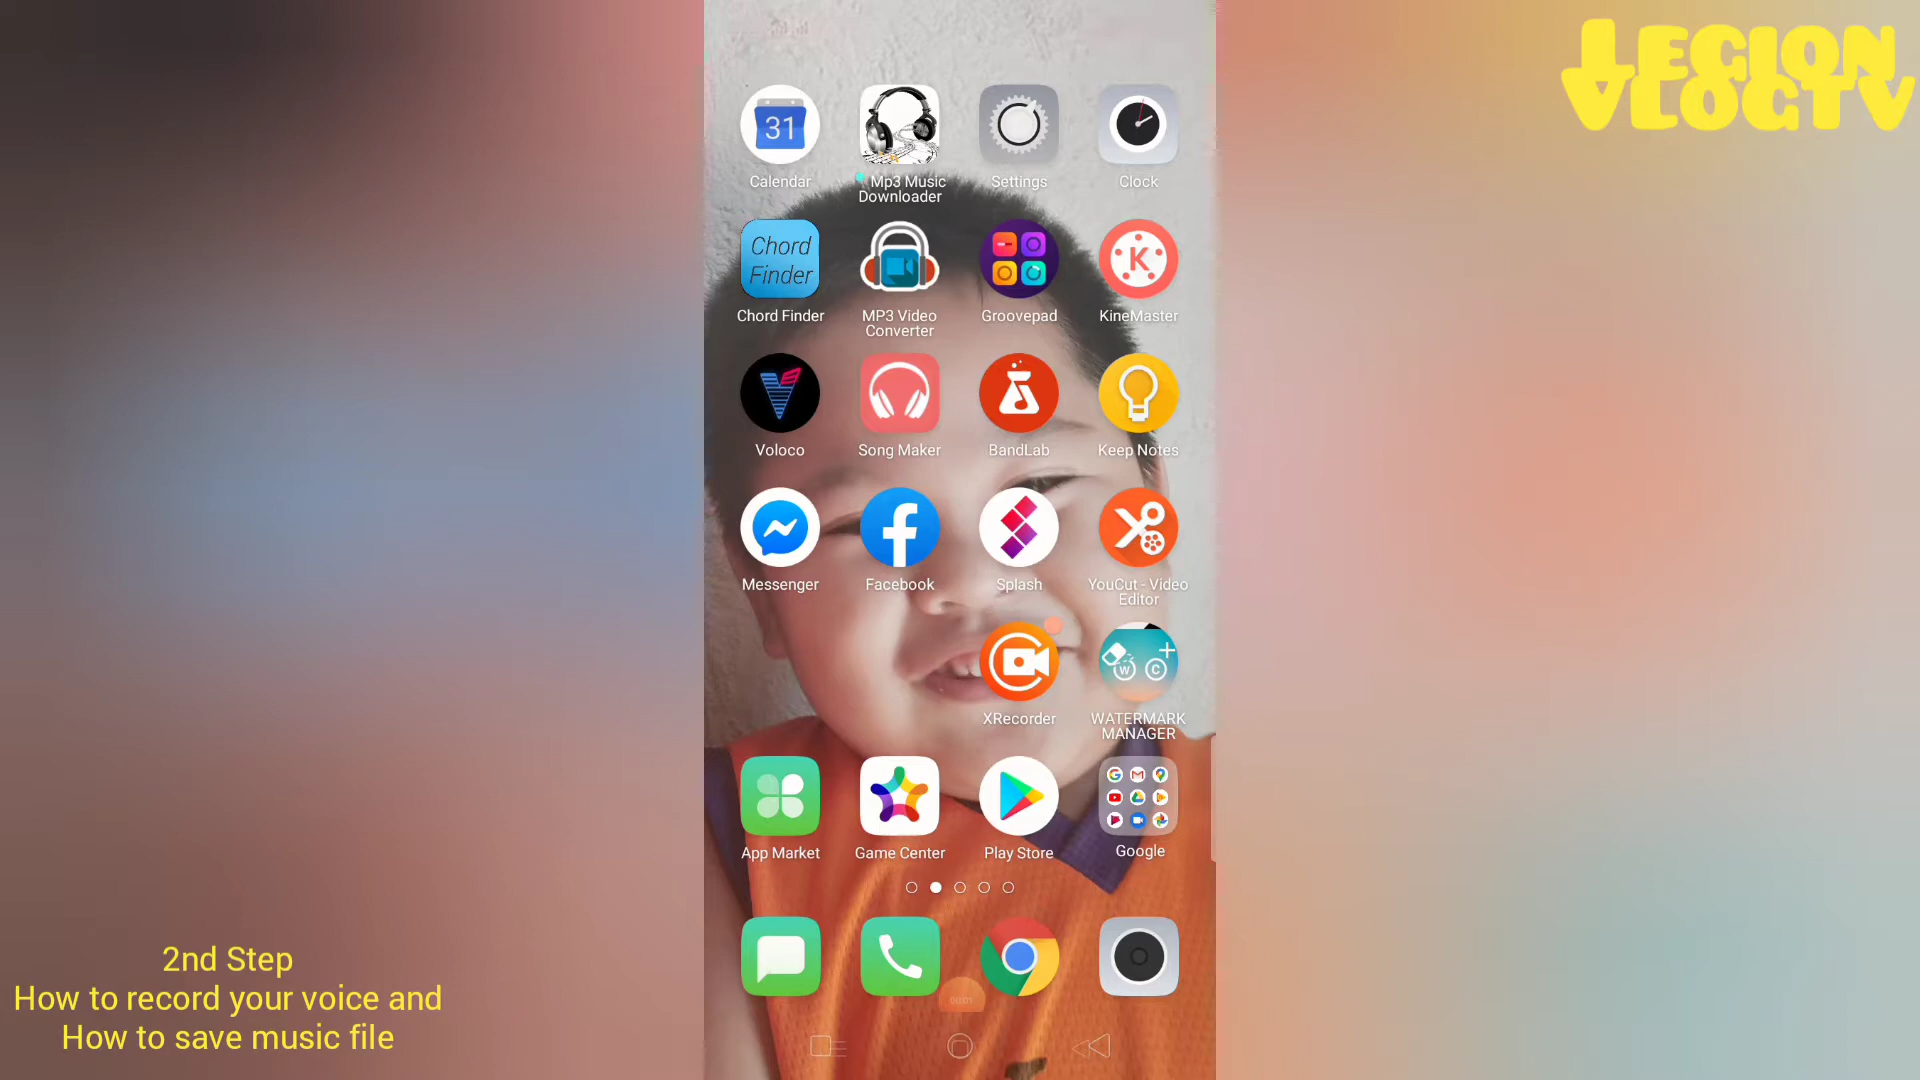 LEGION
VLOGTV
31
Calendar
Mp3 Music
Downloader
Settings
Clock
Chord
Finder
Chord Finder
MP3 Video
Converter
Groovepad
K
KineMaster
Voloco
Song Maker
BandLab
Keep Notes
Messenger
Facebook
Splash
YouCut - Video
Editor
XRecorder
W C
WATERMARK
MANAGER
App Market
Game Center
Play Store
Google
2nd Step
How to record your voice and
How to save music file